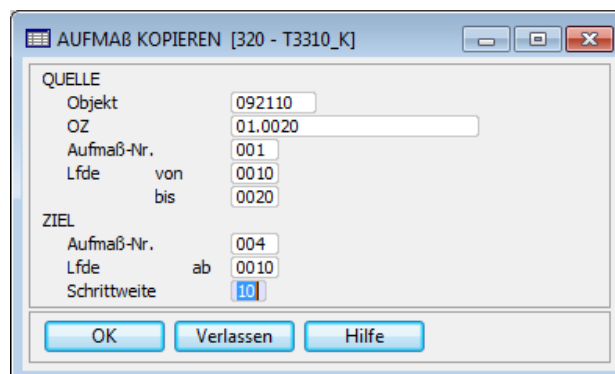 AUFMAß KOPIEREN [320 - T3310_K]
QUELLE
Objekt 092110
OZ 01.0020
Aufmaß-Nr. 001
Lfde von 0010
bis 0020
ZIEL
Aufmaß-Nr. 004
Lfde ab 0010
Schrittweite 10
OK Verlassen Hilfe